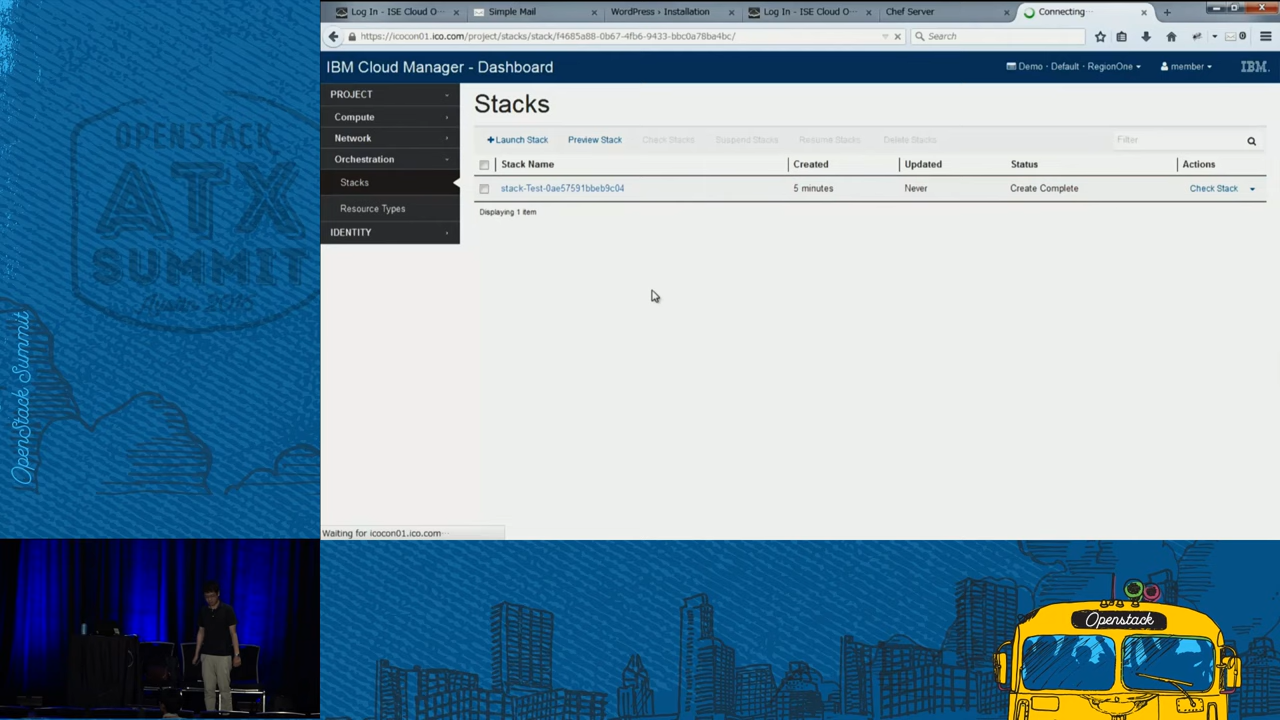 Log In - ISE Cloud O···
Simple Mail
WordPress › Installation
Log In - ISE Cloud O···
Chef Server
Connecting···
https://icocon01.ico.com/project/stacks/stack/f4685a88-0b67-4fb6-9433-bbc0a78ba4bc/
Search
0
IBM Cloud Manager - Dashboard
Demo · Default · RegionOne
member
IBM
PROJECT
Compute
Network
Orchestration
Stacks
Resource Types
IDENTITY
Stacks
+Launch Stack
Preview Stack
Check Stacks
Suspend Stacks
Resume Stacks
Delete Stacks
Filter
Stack Name
Created
Updated
Status
Actions
stack-Test-0ae57591bbeb9c04
5 minutes
Never
Create Complete
Check Stack
Displaying 1 item
Waiting for icocon01.ico.com···
OPENSTACK
ATX
SUMMIT
OpenStack Summit
Openstack